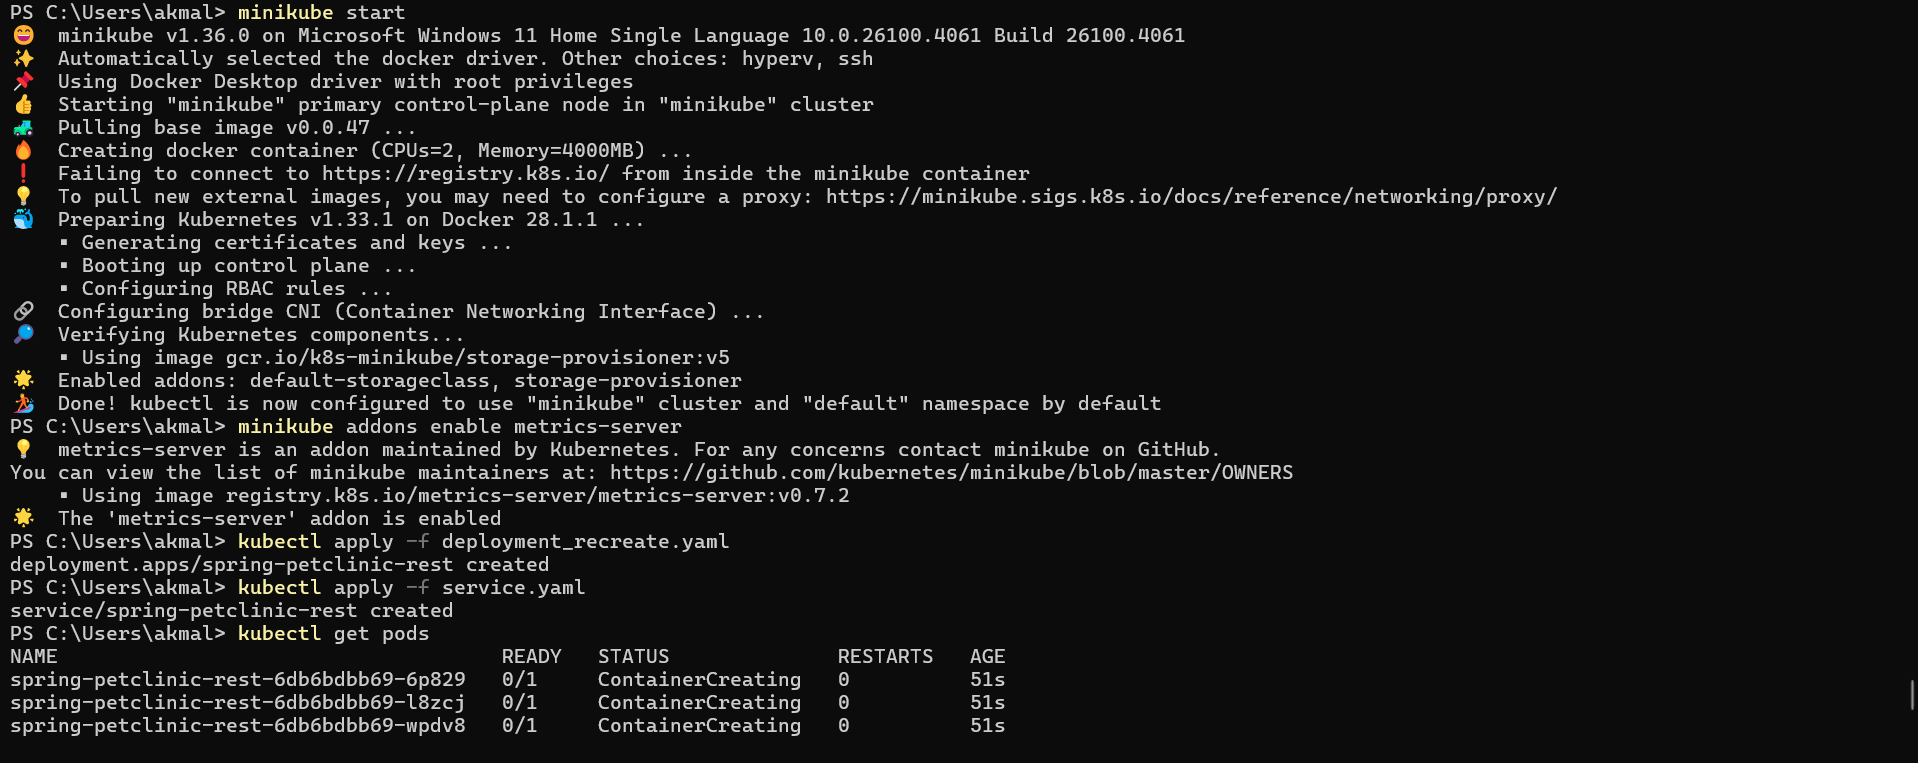 PS C:\Users\akmal> minikube start
😄  minikube v1.36.0 on Microsoft Windows 11 Home Single Language 10.0.26100.4061 Build 26100.4061
✨  Automatically selected the docker driver. Other choices: hyperv, ssh
📌  Using Docker Desktop driver with root privileges
👍  Starting "minikube" primary control-plane node in "minikube" cluster
🚜  Pulling base image v0.0.47 ...
🔥  Creating docker container (CPUs=2, Memory=4000MB) ...
❗  Failing to connect to https://registry.k8s.io/ from inside the minikube container
💡  To pull new external images, you may need to configure a proxy: https://minikube.sigs.k8s.io/docs/reference/networking/proxy/
🐳  Preparing Kubernetes v1.33.1 on Docker 28.1.1 ...
    ▪ Generating certificates and keys ...
    ▪ Booting up control plane ...
    ▪ Configuring RBAC rules ...
🔗  Configuring bridge CNI (Container Networking Interface) ...
🔎  Verifying Kubernetes components...
    ▪ Using image gcr.io/k8s-minikube/storage-provisioner:v5
🌟  Enabled addons: default-storageclass, storage-provisioner
🏄  Done! kubectl is now configured to use "minikube" cluster and "default" namespace by default
PS C:\Users\akmal> minikube addons enable metrics-server
💡  metrics-server is an addon maintained by Kubernetes. For any concerns contact minikube on GitHub.
You can view the list of minikube maintainers at: https://github.com/kubernetes/minikube/blob/master/OWNERS
    ▪ Using image registry.k8s.io/metrics-server/metrics-server:v0.7.2
🌟  The 'metrics-server' addon is enabled
PS C:\Users\akmal> kubectl apply -f deployment_recreate.yaml
deployment.apps/spring-petclinic-rest created
PS C:\Users\akmal> kubectl apply -f service.yaml
service/spring-petclinic-rest created
PS C:\Users\akmal> kubectl get pods
NAME                                     READY   STATUS              RESTARTS   AGE
spring-petclinic-rest-6db6bdbb69-6p829   0/1     ContainerCreating   0          51s
spring-petclinic-rest-6db6bdbb69-l8zcj   0/1     ContainerCreating   0          51s
spring-petclinic-rest-6db6bdbb69-wpdv8   0/1     ContainerCreating   0          51s